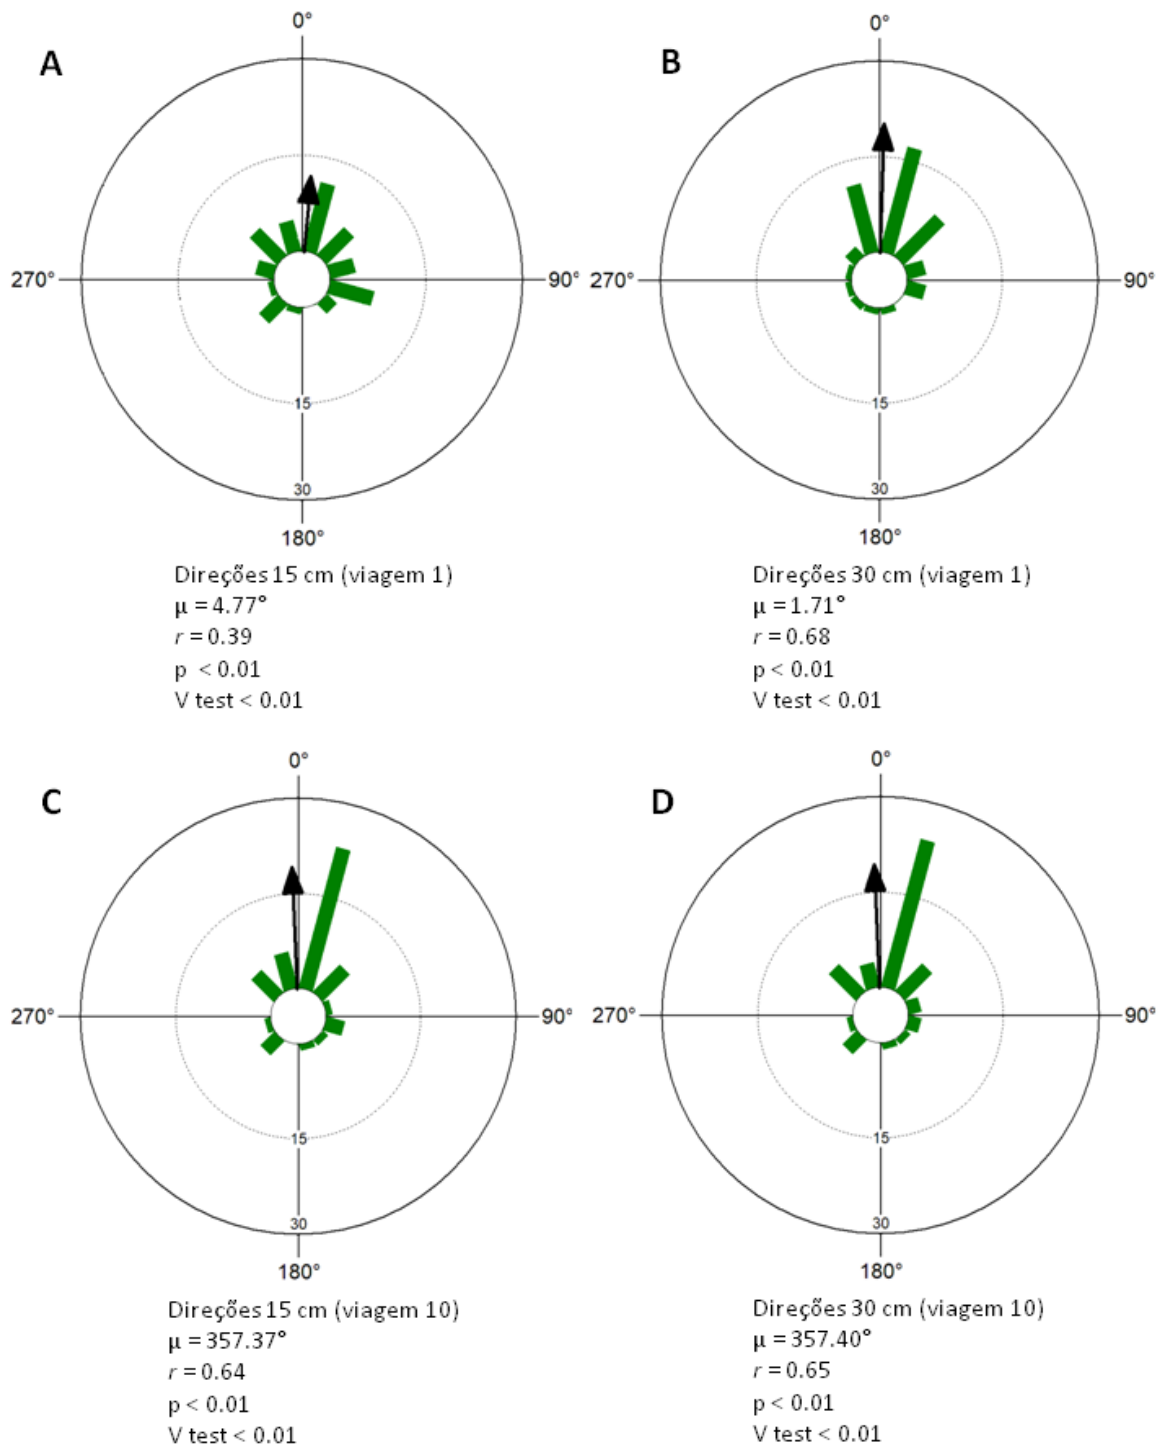 0°
A
270°
90°
15
30
180°
Direções 15 cm (viagem 1)
µ = 4.77°
r = 0.39
p < 0.01
V test < 0.01
0°
B
270°
90°
15
30
180°
Direções 30 cm (viagem 1)
µ = 1.71°
r = 0.68
p < 0.01
V test < 0.01
0°
C
270°
90°
15
30
180°
Direções 15 cm (viagem 10)
µ = 357.37°
r = 0.64
p < 0.01
V test < 0.01
0°
D
270°
90°
15
30
180°
Direções 30 cm (viagem 10)
µ = 357.40°
r = 0.65
p < 0.01
V test < 0.01